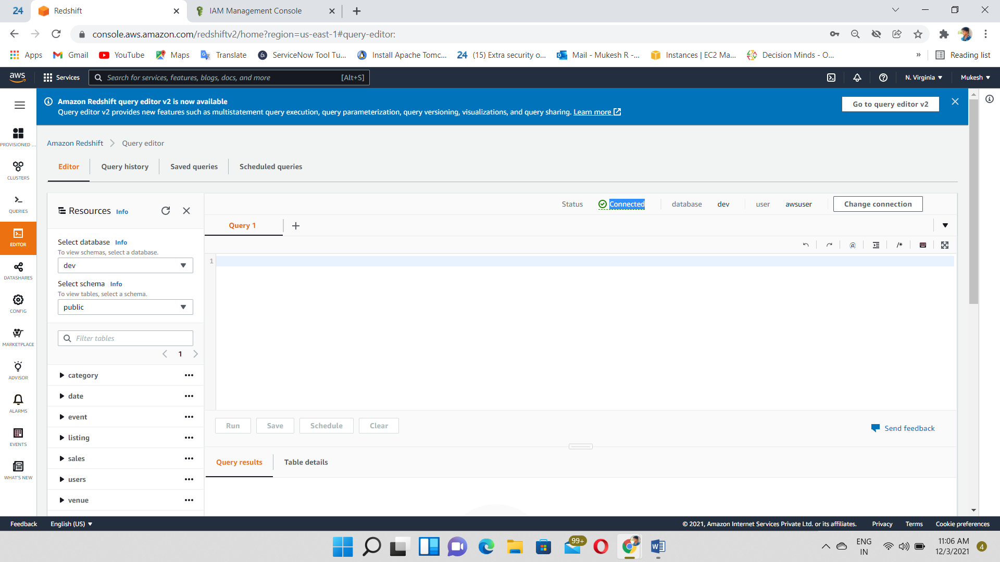 24 Redshift IAM Management Console
console.aws.amazon.com/redshiftv2/home?region=us-east-1#query-editor:
Apps Gmail YouTube Maps Translate ServiceNow Tool Tu... Install Apache Tomc... 24 (15) Extra security o... Mail - Mukesh R -... Instances | EC2 Ma... Decision Minds - O... » Reading list
aws Services Search for services, features, blogs, docs, and more [Alt+S] N. Virginia Mukesh
Amazon Redshift query editor v2 is now available
Query editor v2 provides new features such as multistatement query execution, query parameterization, query versioning, visualizations, and query sharing. Learn more
Go to query editor v2
PROVISIONED ...
CLUSTERS
QUERIES
EDITOR
DATASHARES
CONFIG
MARKETPLACE
ADVISOR
ALARMS
EVENTS
WHAT'S NEW
Amazon Redshift > Query editor
Editor Query history Saved queries Scheduled queries
Resources Info
Select database Info
To view schemas, select a database.
dev
Select schema Info
To view tables, select a schema.
public
Filter tables
1
category
date
event
listing
sales
users
venue
Status Connected database dev user awsuser Change connection
Query 1 +
@ /*
1
Run Save Schedule Clear
Send feedback
Query results Table details
Feedback English (US) © 2021, Amazon Internet Services Private Ltd. or its affiliates. Privacy Terms Cookie preferences
99+
ENG
IN
11:06 AM
12/3/2021
4